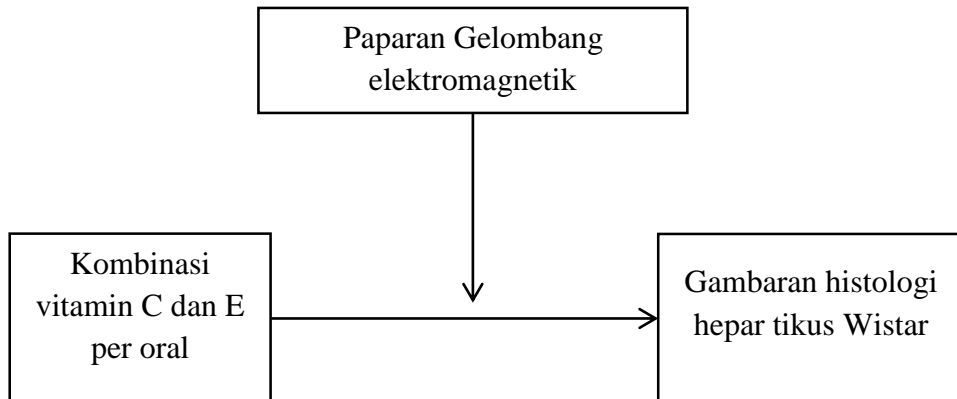 Paparan Gelombang
elektromagnetik
Kombinasi
vitamin C dan E
per oral
Gambaran histologi
hepar tikus Wistar